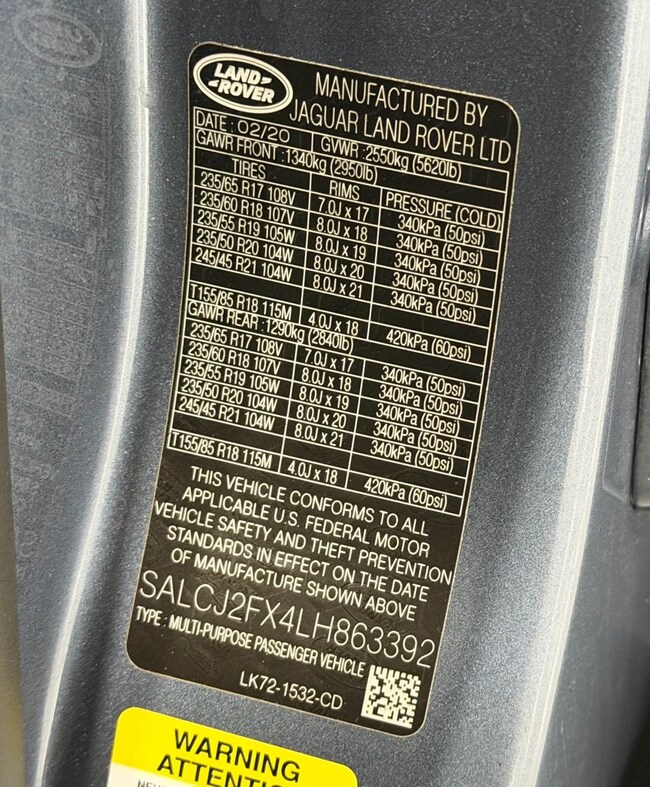 LAND-
-ROVER
MANUFACTURED BY
JAGUAR LAND ROVER LTD
DATE : 02/20 GVWR :2550kg (5620lb)
GAWR FRONT :1340kg (2950lb)
TIRES RIMS PRESSURE (COLD)
235/65 R17 108V 7.0J x 17 340kPa (50psi)
235/60 R18 107V 8.0J x 18 340kPa (50psi)
235/55 R19 105W 8.0J x 19 340kPa (50psi)
235/50 R20 104W 8.0J x 20 340kPa (50psi)
245/45 R21 104W 8.0J x 21 340kPa (50psi)
T155/85 R18 115M 4.0J x 18 420kPa (60psi)
GAWR REAR :1290kg (2840lb)
235/65 R17 108V 7.0J x 17 340kPa (50psi)
235/60 R18 107V 8.0J x 18 340kPa (50psi)
235/55 R19 105W 8.0J x 19 340kPa (50psi)
235/50 R20 104W 8.0J x 20 340kPa (50psi)
245/45 R21 104W 8.0J x 21 340kPa (50psi)
T155/85 R18 115M 4.0J x 18 420kPa (60psi)
THIS VEHICLE CONFORMS TO ALL
APPLICABLE U.S. FEDERAL MOTOR
VEHICLE SAFETY AND THEFT PREVENTION
STANDARDS IN EFFECT ON THE DATE
OF MANUFACTURE SHOWN ABOVE
SALCJ2FX4LH863392
TYPE : MULTI-PURPOSE PASSENGER VEHICLE
LK72-1532-CD
WARNING